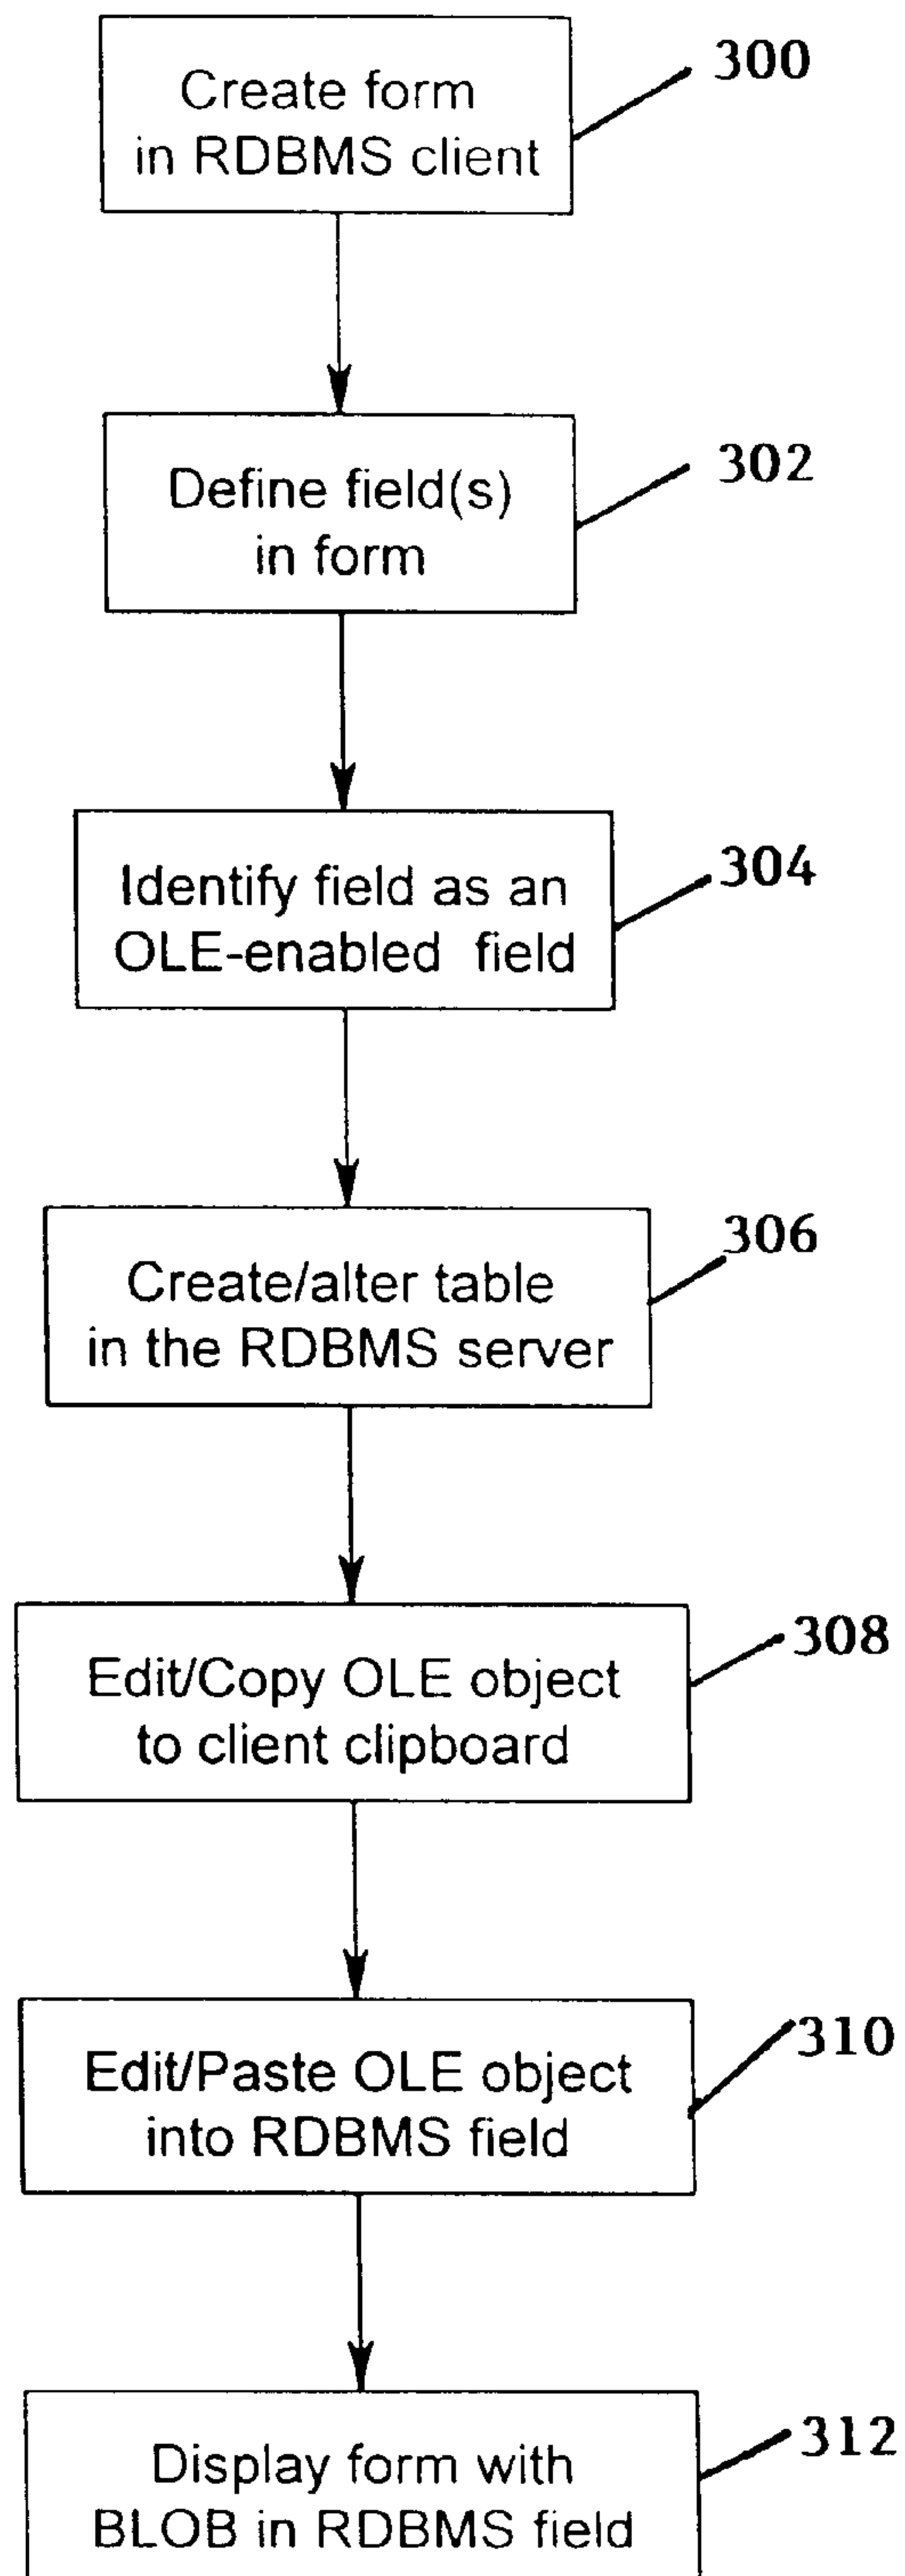 Create form
in RDBMS client
300
Define field(s)
in form
302
Identify field as an
OLE-enabled field
304
Create/alter table
in the RDBMS server
306
Edit/Copy OLE object
to client clipboard
308
Edit/Paste OLE object
into RDBMS field
310
Display form with
BLOB in RDBMS field
312